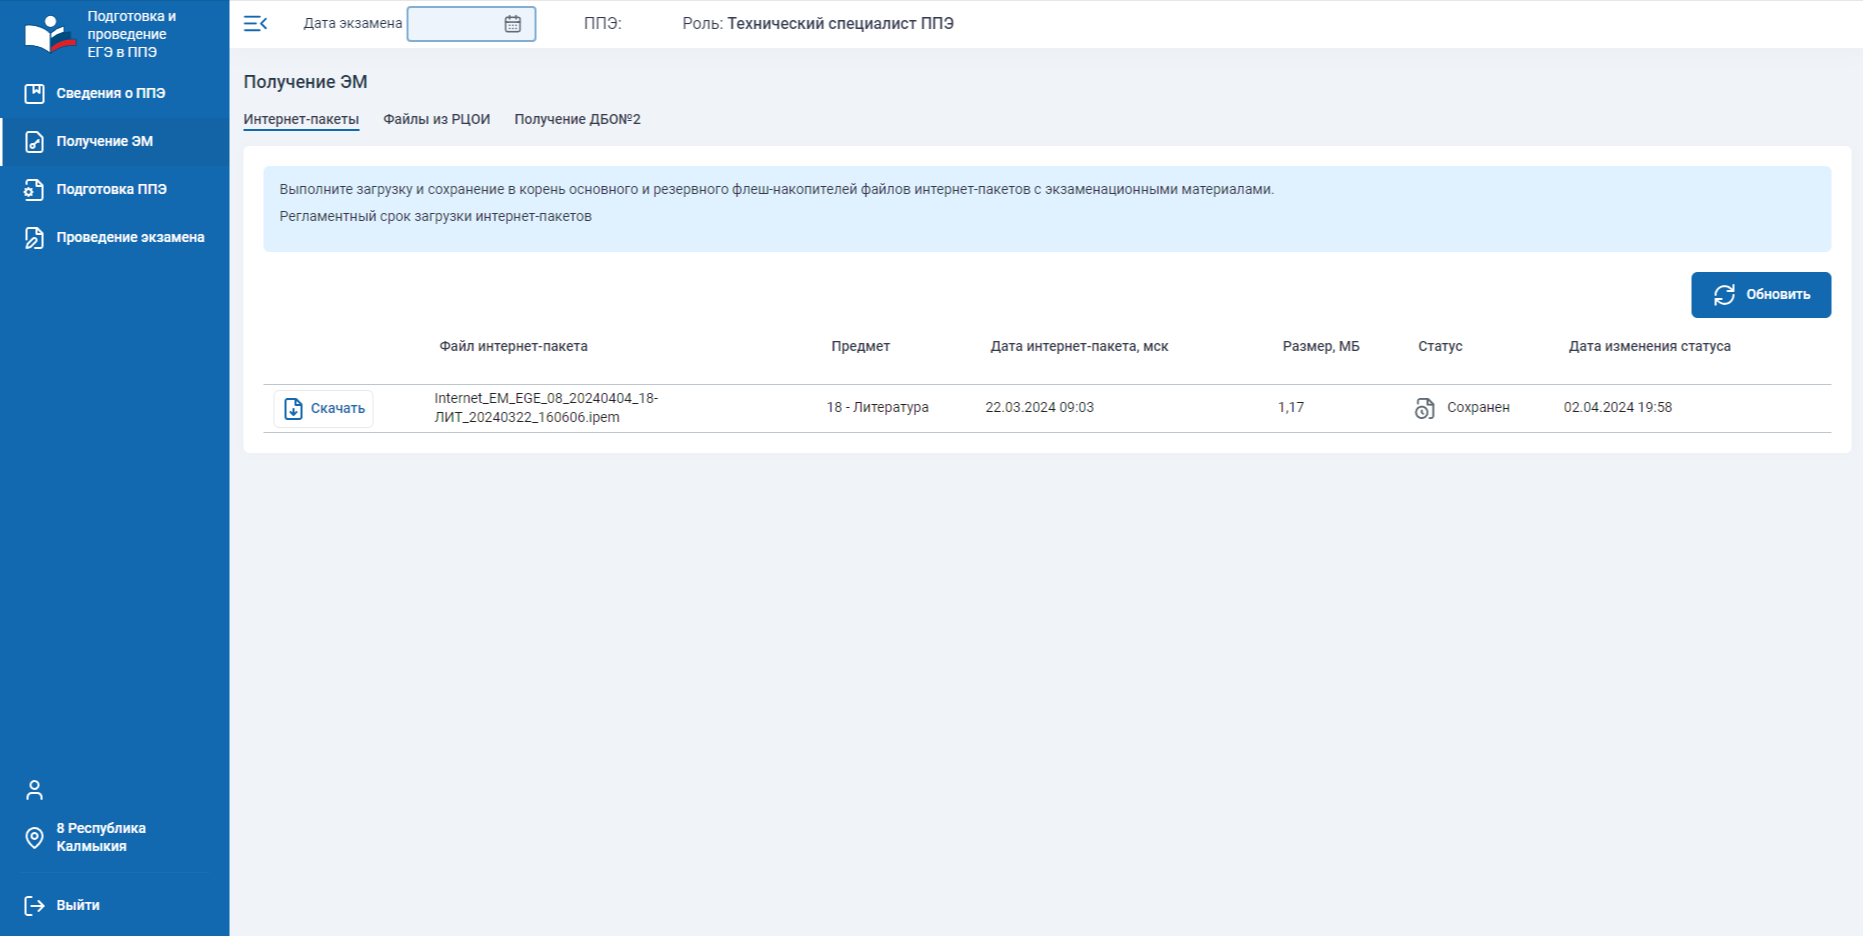 Подготовка и
проведение
ЕГЭ в ППЭ
Сведения о ППЭ
Получение ЭМ
Подготовка ППЭ
Проведение экзамена
8 Республика
Калмыкия
Выйти
Дата экзамена
ППЭ:
Роль: Технический специалист ППЭ
Получение ЭМ
Интернет-пакеты
Файлы из РЦОИ
Получение ДБО№2
Выполните загрузку и сохранение в корень основного и резервного флеш-накопителей файлов интернет-пакетов с экзаменационными материалами.
Регламентный срок загрузки интернет-пакетов
Обновить
Файл интернет-пакета Предмет Дата интернет-пакета, мск Размер, МБ Статус Дата изменения статуса
Скачать
Internet_EM_EGE_08_20240404_18-
ЛИТ_20240322_160606.ipem
18 - Литература 22.03.2024 09:03 1,17 Сохранен 02.04.2024 19:58